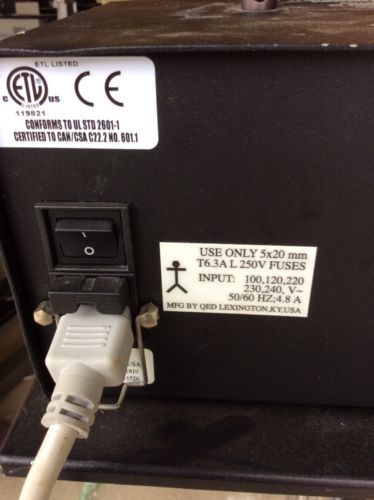 ETL LISTED
C ETL US
LISTED
CE
119821
CONFORMS TO UL STD 2601-1
CERTIFIED TO CAN/CSA C22.2 NO. 601.1
I
O
USE ONLY 5x20 mm
T6.3A L 250V FUSES
INPUT: 100,120,220
230,240, V~
50/60 HZ;4.8 A
MFG BY QED LEXINGTON,KY,USA